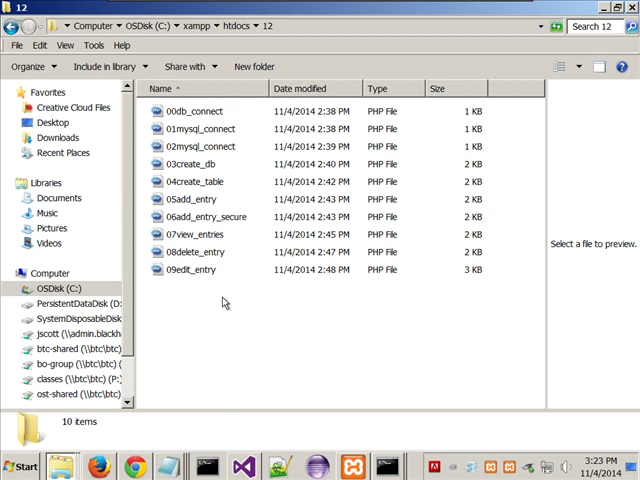 12
Computer OSDisk (C:) xampp htdocs 12 Search 12
File Edit View Tools Help
Organize Include in library Share with New folder
Name Date modified Type Size
00db_connect 11/4/2014 2:38 PM PHP File 1 KB
01mysql_connect 11/4/2014 2:38 PM PHP File 1 KB
02mysql_connect 11/4/2014 2:39 PM PHP File 1 KB
03create_db 11/4/2014 2:40 PM PHP File 2 KB
04create_table 11/4/2014 2:42 PM PHP File 2 KB
05add_entry 11/4/2014 2:43 PM PHP File 2 KB
06add_entry_secure 11/4/2014 2:43 PM PHP File 2 KB
07view_entries 11/4/2014 2:45 PM PHP File 2 KB
08delete_entry 11/4/2014 2:47 PM PHP File 2 KB
09edit_entry 11/4/2014 2:48 PM PHP File 3 KB
Favorites
Creative Cloud Files
Desktop
Downloads
Recent Places
Libraries
Documents
Music
Pictures
Videos
Computer
OSDisk (C:)
PersistentDataDisk (D:
SystemDisposableDisk
jscott (\\admin.blackh
btc-shared (\\btc\btc)
bo-group (\\btc\btc) (
classes (\\btc\btc) (P:)
ost-shared (\\btc\btc)
Select a file to preview.
10 items
Start
3:23 PM
11/4/2014